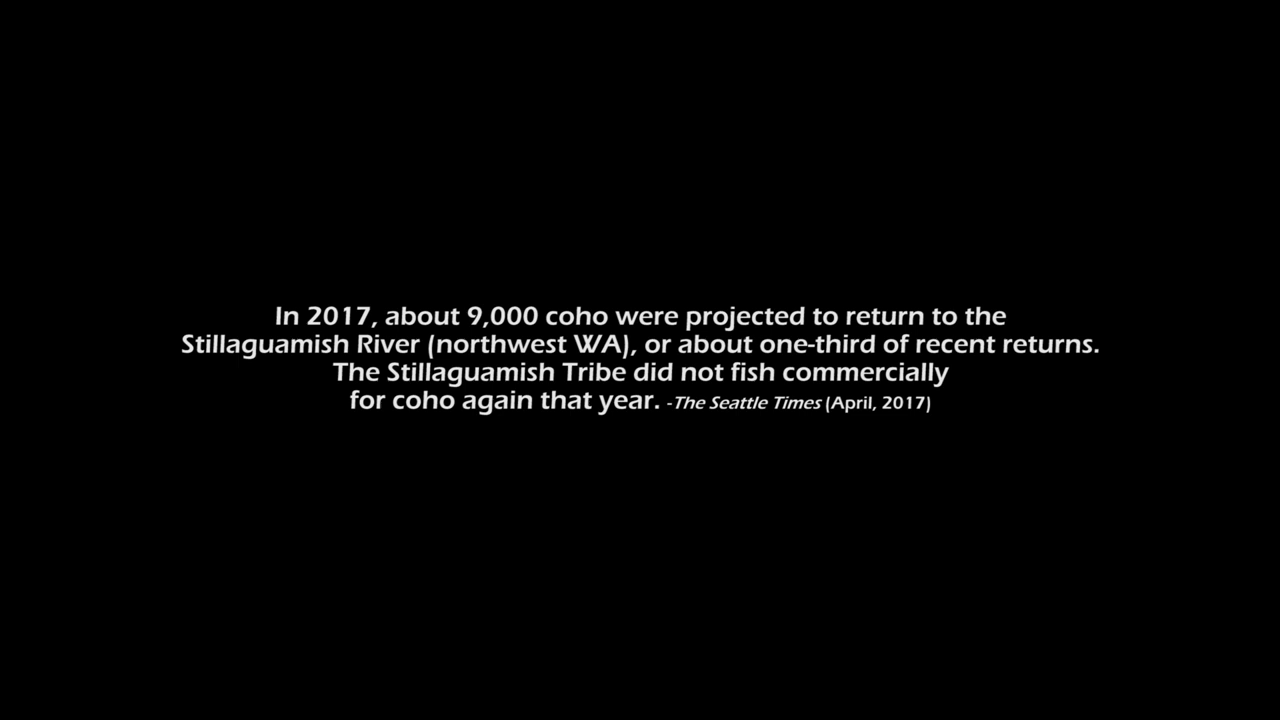 In 2017, about 9,000 coho were projected to return to the
Stillaguamish River (northwest WA), or about one-third of recent returns.
The Stillaguamish Tribe did not fish commercially
for coho again that year. -The Seattle Times (April, 2017)